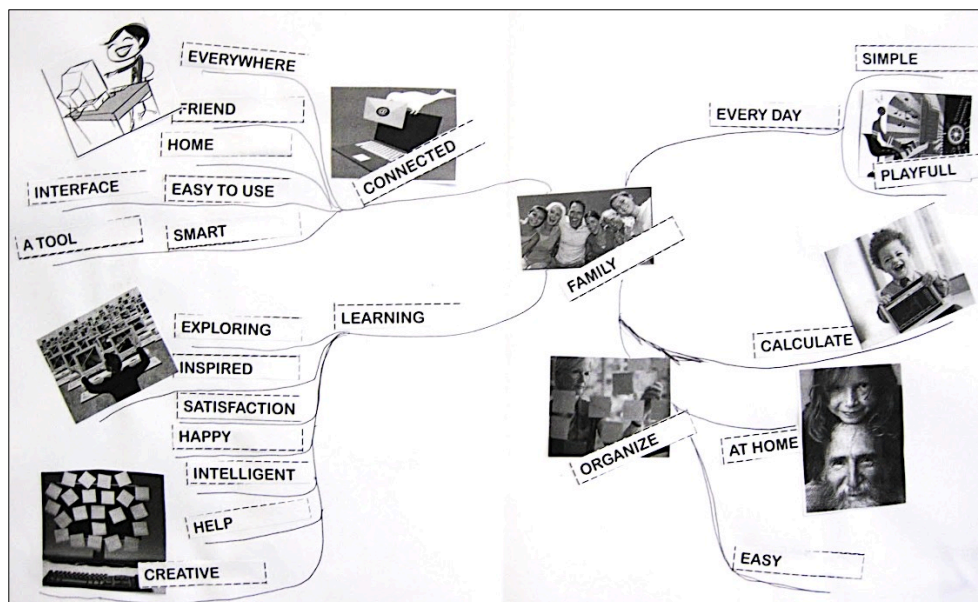 EVERYWHERE
FRIEND
HOME
INTERFACE
EASY TO USE
A TOOL
SMART
CONNECTED
LEARNING
EXPLORING
INSPIRED
SATISFACTION
HAPPY
INTELLIGENT
HELP
CREATIVE
FAMILY
EVERY DAY
SIMPLE
PLAYFULL
CALCULATE
ORGANIZE
AT HOME
EASY